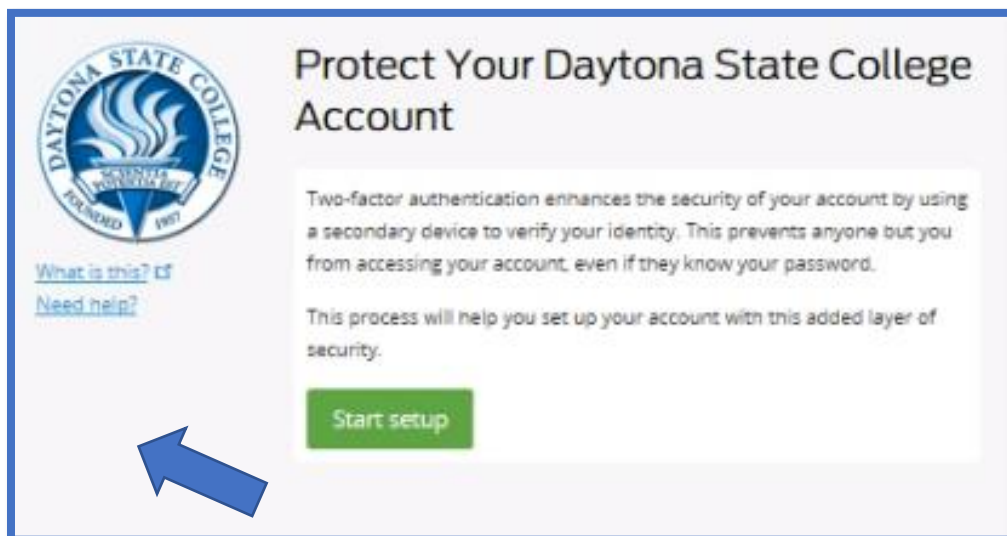 DAYTONA STATE COLLEGE
SCIENTIA
POTENTIA EST
FOUNDED 1957
What is this?
Need help?
Protect Your Daytona State College
Account
Two-factor authentication enhances the security of your account by using
a secondary device to verify your identity. This prevents anyone but you
from accessing your account, even if they know your password.
This process will help you set up your account with this added layer of
security.
Start setup